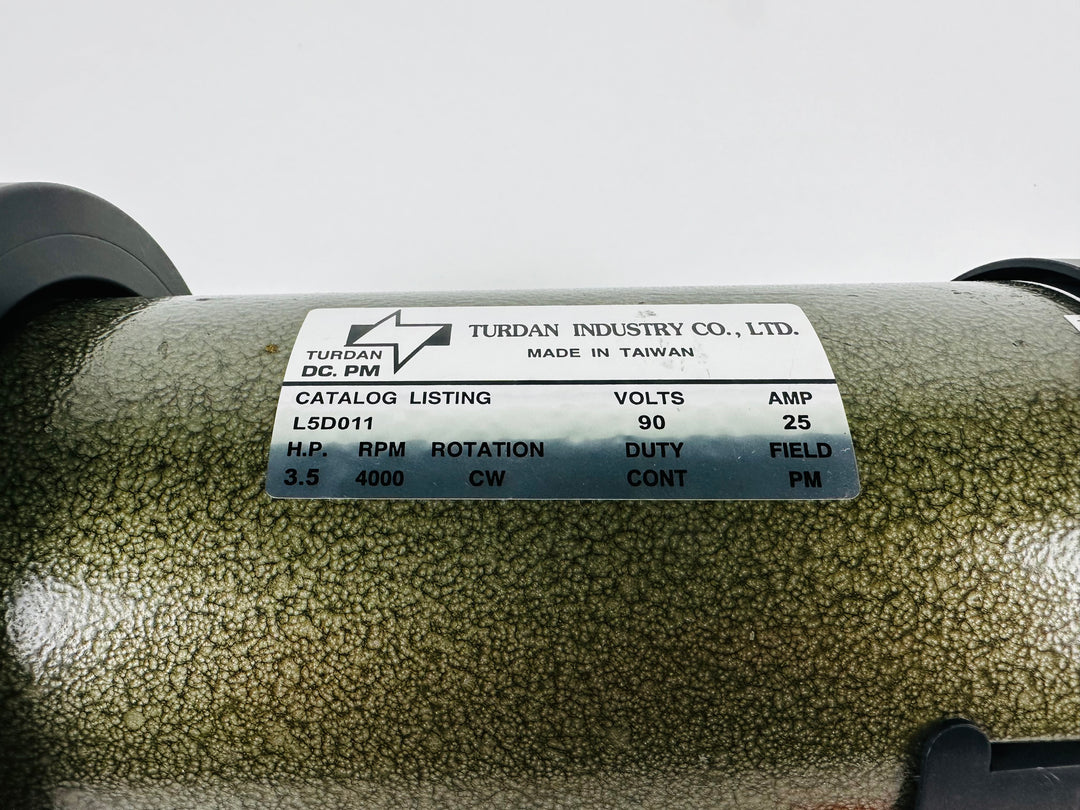 TURDAN INDUSTRY CO., LTD.
MADE IN TAIWAN
TURDAN
DC. PM
CATALOG LISTING VOLTS AMP
L5D011 90 25
H.P. RPM ROTATION DUTY FIELD
3.5 4000 CW CONT PM